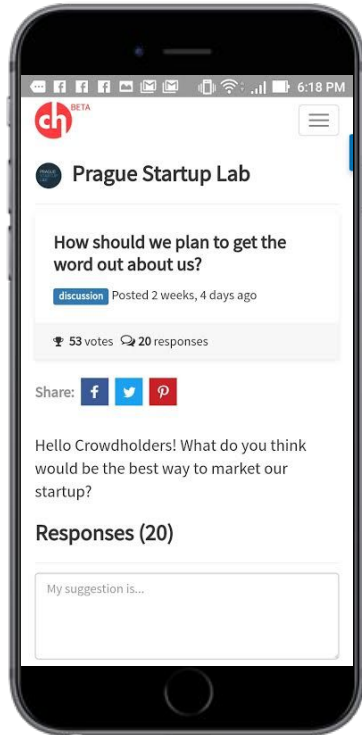 6:18 PM
ch BETA
Prague Startup Lab
How should we plan to get the
word out about us?
discussion Posted 2 weeks, 4 days ago
53 votes 20 responses
Share:
Hello Crowdholders! What do you think
would be the best way to market our
startup?
Responses (20)
My suggestion is...